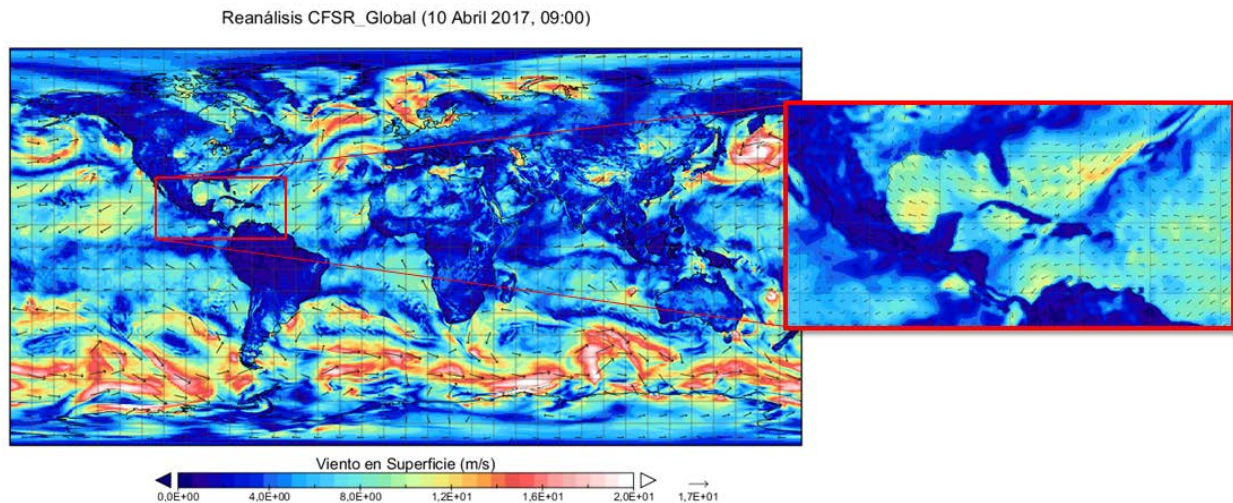 Reanálisis CFSR_Global (10 Abril 2017, 09:00)
Viento en Superficie (m/s)
0,0E+00 4,0E+00 8,0E+00 1,2E+01 1,6E+01 2,0E+01 1,7E+01